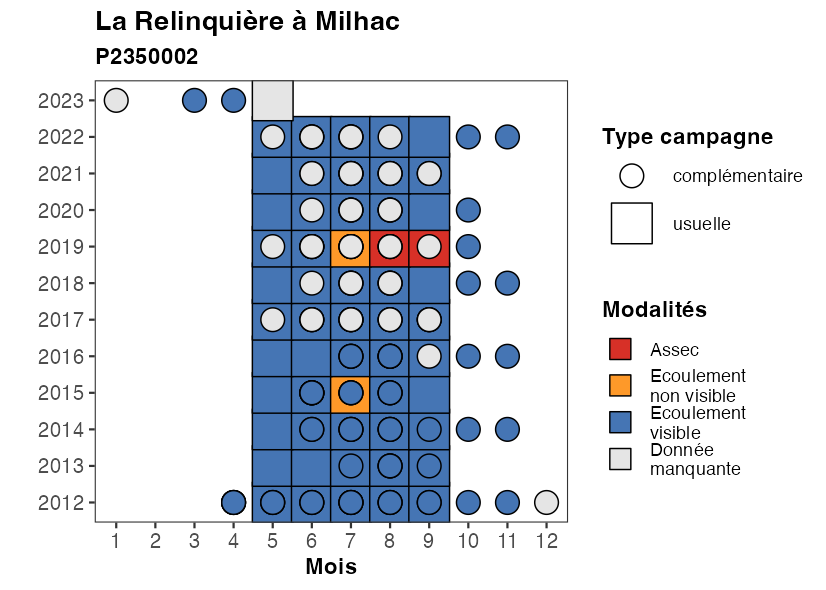 La Relinquière à Milhac
P2350002
2023
2022
2021
2020
2019
2018
2017
2016
2015
2014
2013
2012
1 2 3 4 5 6 7 8 9 10 11 12
Mois
Type campagne
complémentaire
usuelle
Modalités
Assec
Ecoulement
non visible
Ecoulement
visible
Donnée
manquante